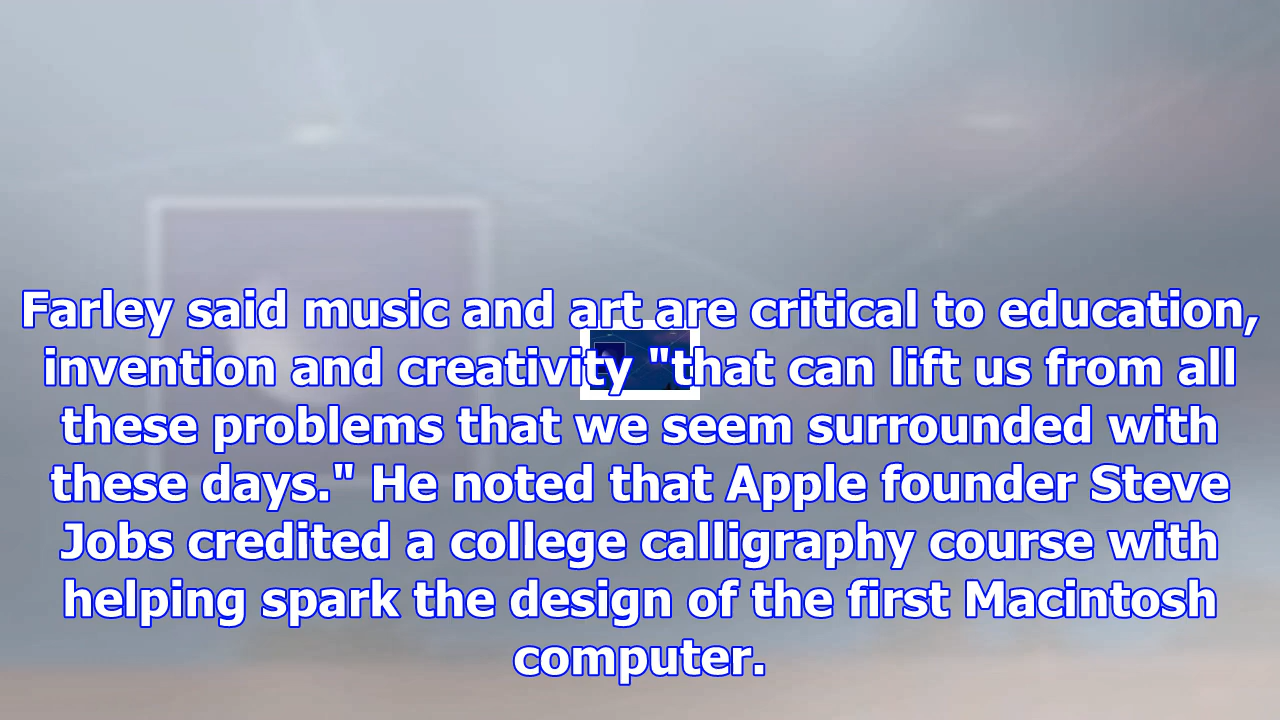 Farley said music and art are critical to education,
invention and creativity "that can lift us from all
these problems that we seem surrounded with
these days." He noted that Apple founder Steve
Jobs credited a college calligraphy course with
helping spark the design of the first Macintosh
computer.